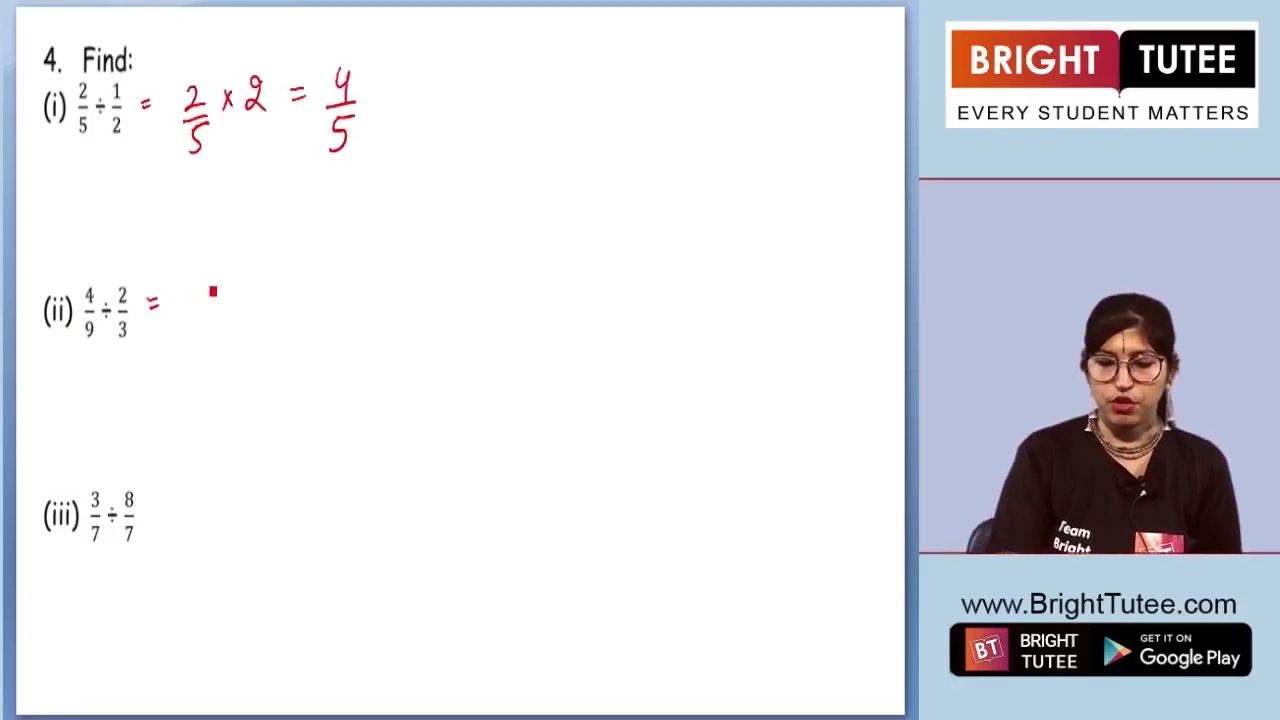 4. Find:
(i) 2/5 ÷ 1/2 = 2/5 × 2 = 4/5
(ii) 4/9 ÷ 2/3 =
(iii) 3/7 ÷ 8/7
BRIGHT TUTEE
EVERY STUDENT MATTERS
Team
Bright
www.BrightTutee.com
BT
BRIGHT
TUTEE
GET IT ON
Google Play